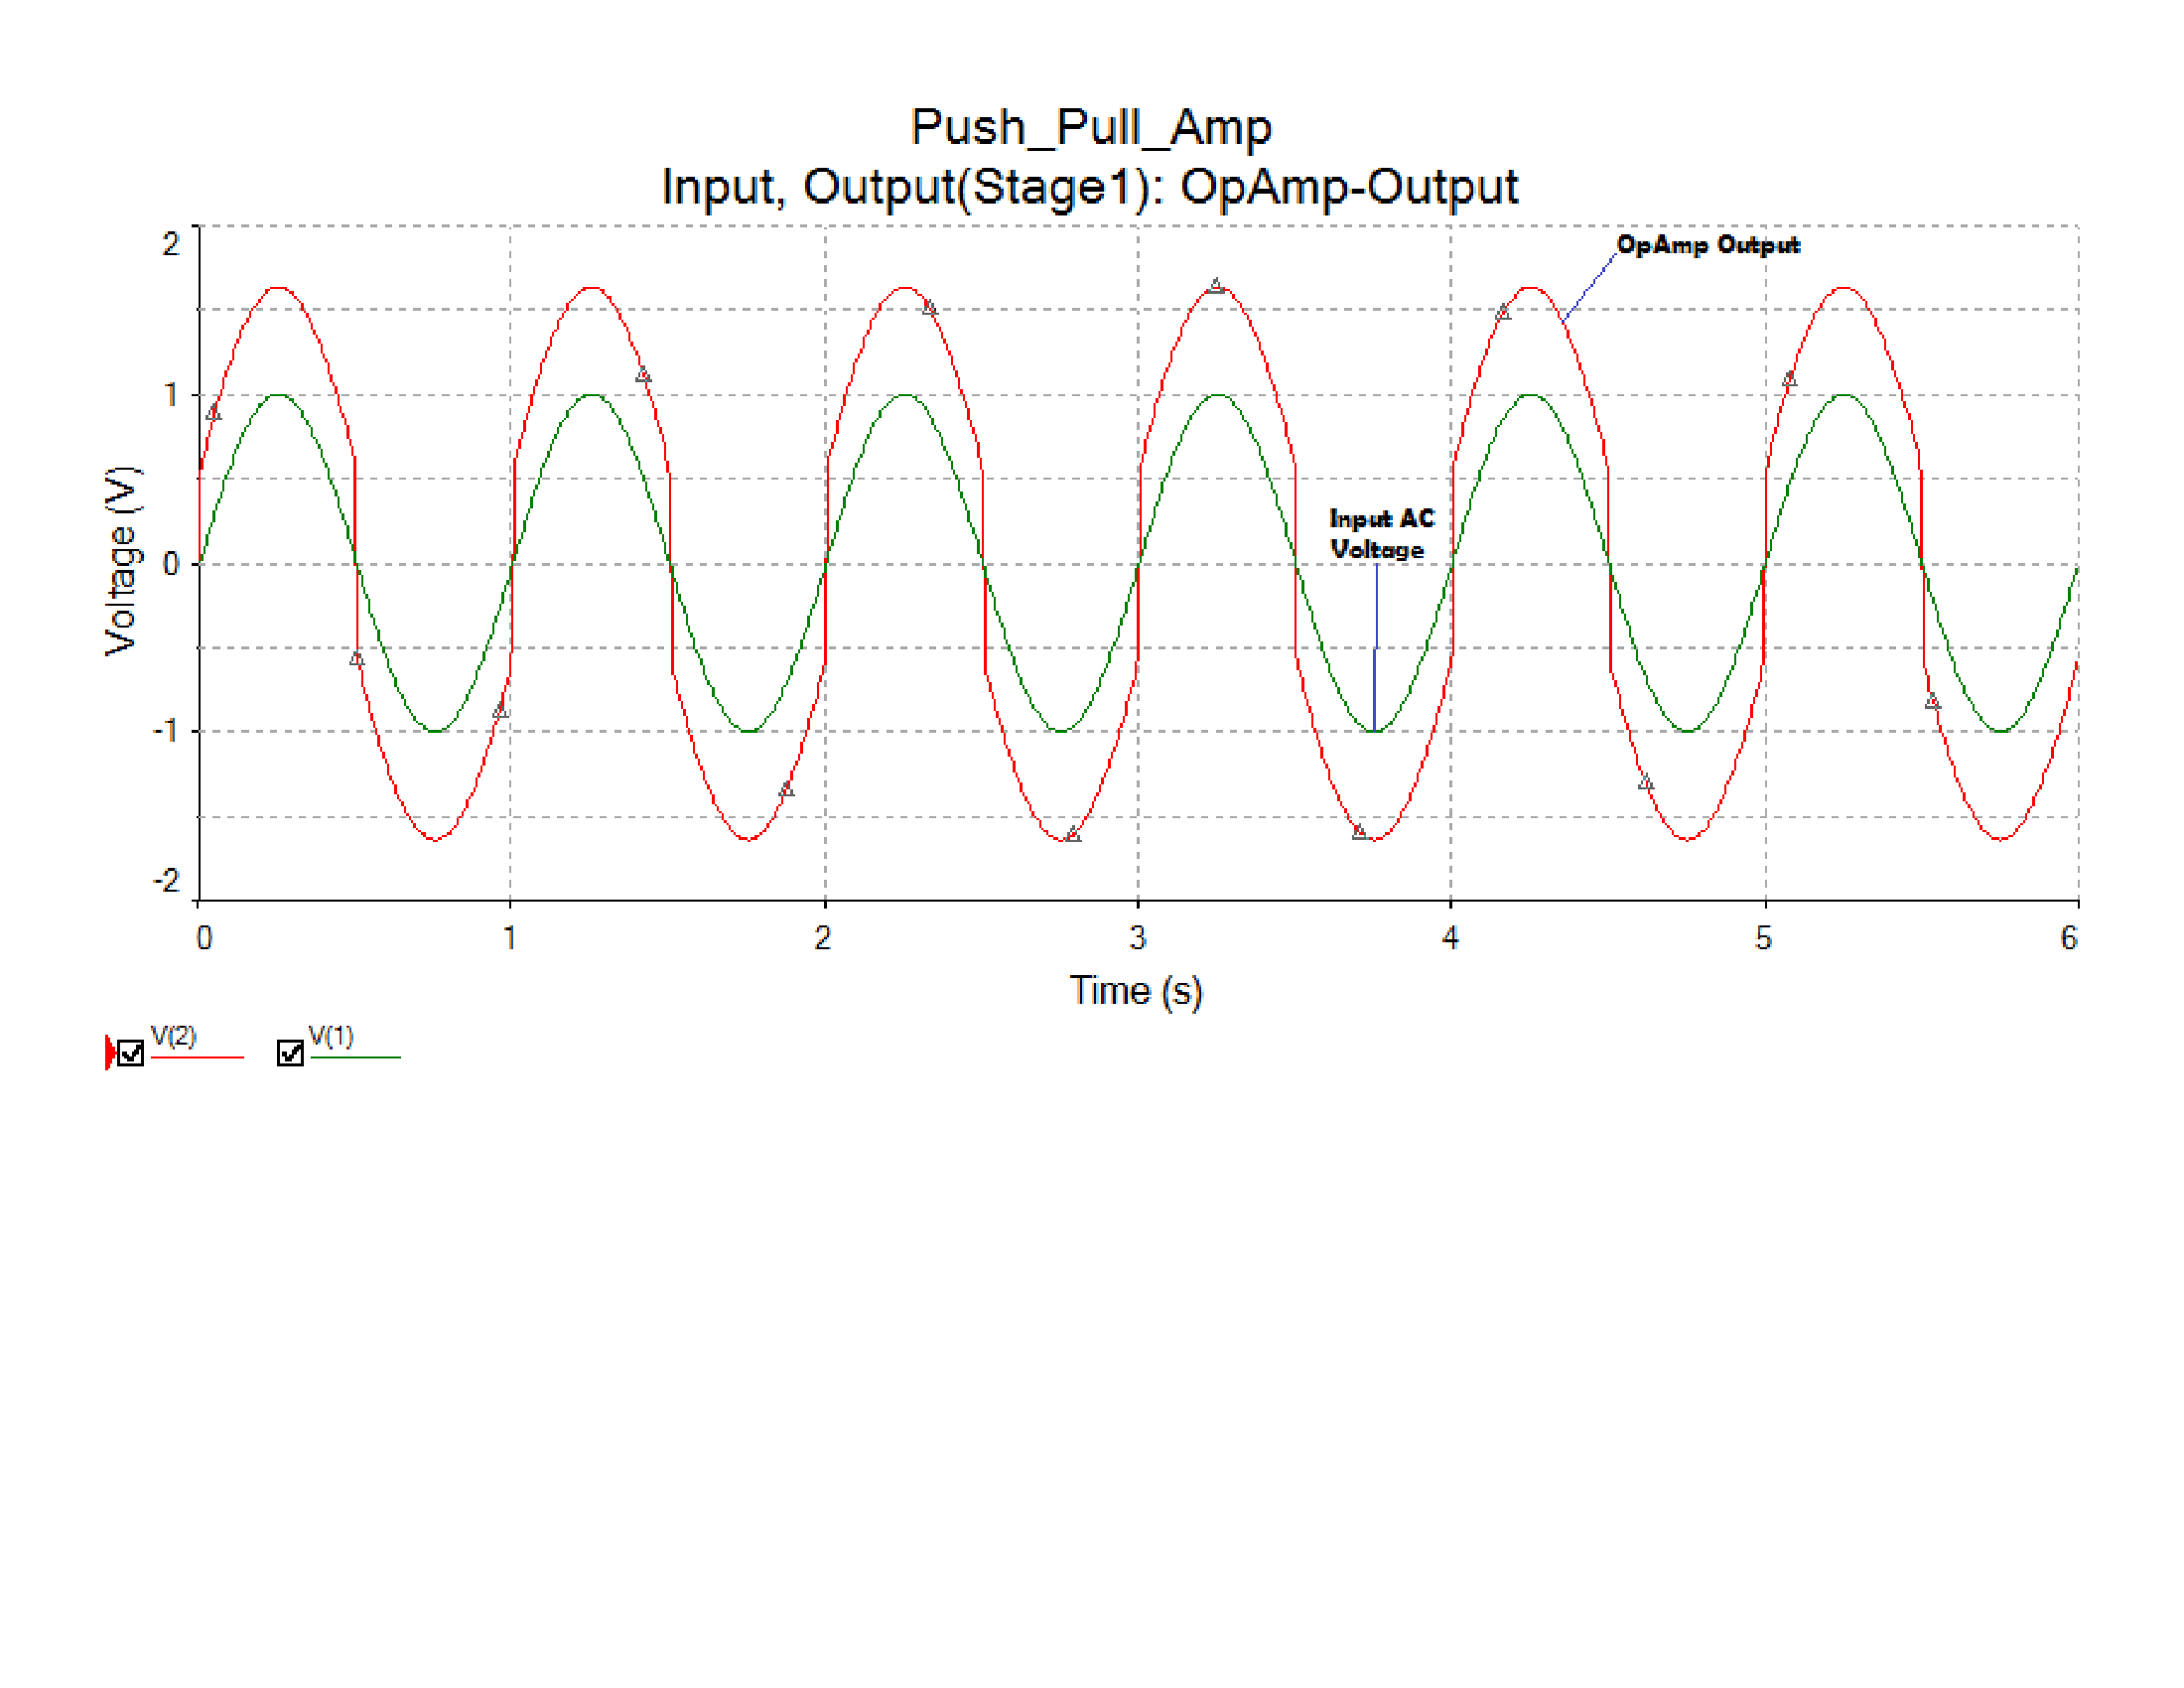 Push_Pull_Amp
Input, Output(Stage1): OpAmp-Output
OpAmp Output
Input AC
Voltage
Voltage (V)
2
1
0
-1
-2
0 1 2 3 4 5 6
Time (s)
V(2) V(1)